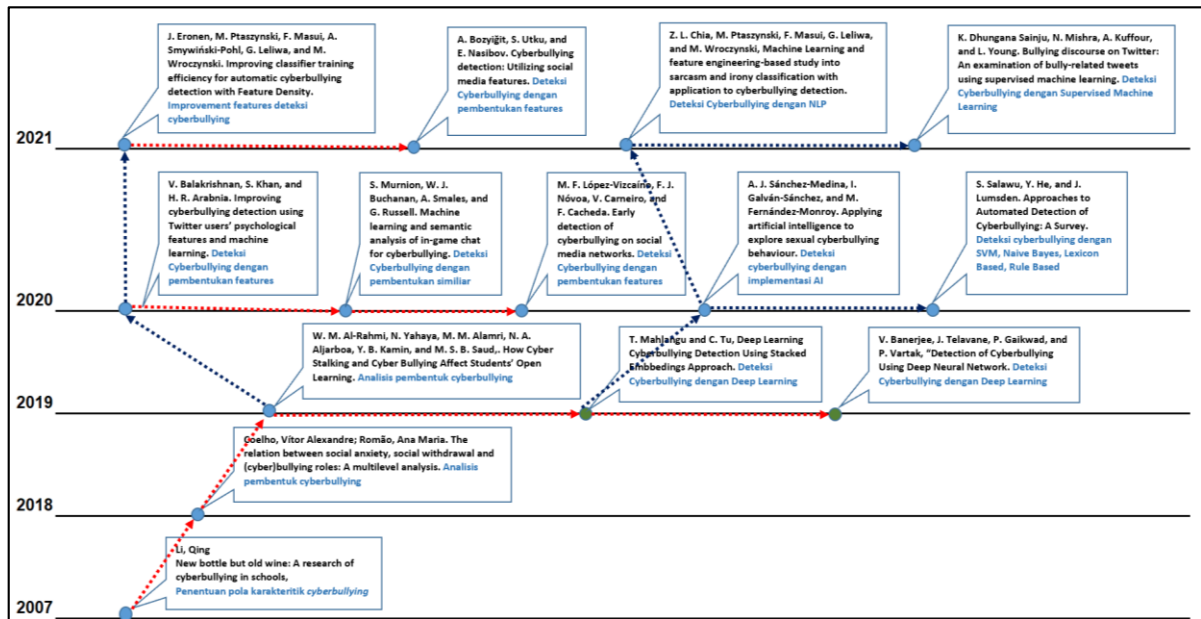 J. Eronen, M. Ptaszynski, F. Masui, A.
Smywiński-Pohl, G. Leliwa, and M.
Wroczynski. Improving classifier training
efficiency for automatic cyberbullying
detection with Feature Density.
Improvement features deteksi
cyberbullying
A. Bozyiğit, S. Utku, and
E. Nasibov. Cyberbullying
detection: Utilizing social
media features. Deteksi
Cyberbullying dengan
pembentukan features
Z. L. Chia, M. Ptaszynski, F. Masui, G. Leliwa,
and M. Wroczynski, Machine Learning and
feature engineering-based study into
sarcasm and irony classification with
application to cyberbullying detection.
Deteksi Cyberbullying dengan NLP
K. Dhungana Sainju, N. Mishra, A. Kuffour,
and L. Young. Bullying discourse on Twitter:
An examination of bully-related tweets
using supervised machine learning. Deteksi
Cyberbullying dengan Supervised Machine
Learning
2021
V. Balakrishnan, S. Khan, and
H. R. Arabnia. Improving
cyberbullying detection using
Twitter users' psychological
features and machine
learning. Deteksi
Cyberbullying dengan
pembentukan features
S. Murnion, W. J.
Buchanan, A. Smales, and
G. Russell. Machine
learning and semantic
analysis of in-game chat
for cyberbullying. Deteksi
Cyberbullying dengan
pembentukan similiar
M. F. López-Vizcaíno, F. J.
Nóvoa, V. Carneiro, and
F. Cacheda. Early
detection of
cyberbullying on social
media networks. Deteksi
Cyberbullying dengan
pembentukan features
A. J. Sánchez-Medina, I.
Galván-Sánchez, and M.
Fernández-Monroy. Applying
artificial intelligence to
explore sexual cyberbullying
behaviour. Deteksi
cyberbullying dengan
implementasi AI
S. Salawu, Y. He, and J.
Lumsden. Approaches to
Automated Detection of
Cyberbullying: A Survey.
Deteksi cyberbullying dengan
SVM, Naive Bayes, Lexicon
Based, Rule Based
2020
W. M. Al-Rahmi, N. Yahaya, M. M. Alamri, N. A.
Aljarboa, Y. B. Kamin, and M. S. B. Saud,. How Cyber
Stalking and Cyber Bullying Affect Students' Open
Learning. Analisis pembentuk cyberbullying
T. Mahlangu and C. Tu, Deep Learning
Cyberbullying Detection Using Stacked
Embbedings Approach. Deteksi
Cyberbullying dengan Deep Learning
V. Banerjee, J. Telavane, P. Gaikwad, and
P. Vartak, "Detection of Cyberbullying
Using Deep Neural Network. Deteksi
Cyberbullying dengan Deep Learning
2019
Coelho, Vítor Alexandre; Romão, Ana Maria. The
relation between social anxiety, social withdrawal and
(cyber)bullying roles: A multilevel analysis. Analisis
pembentuk cyberbullying
2018
Li, Qing
New bottle but old wine: A research of
cyberbullying in schools,
Penentuan pola karakteritik cyberbullying
2007